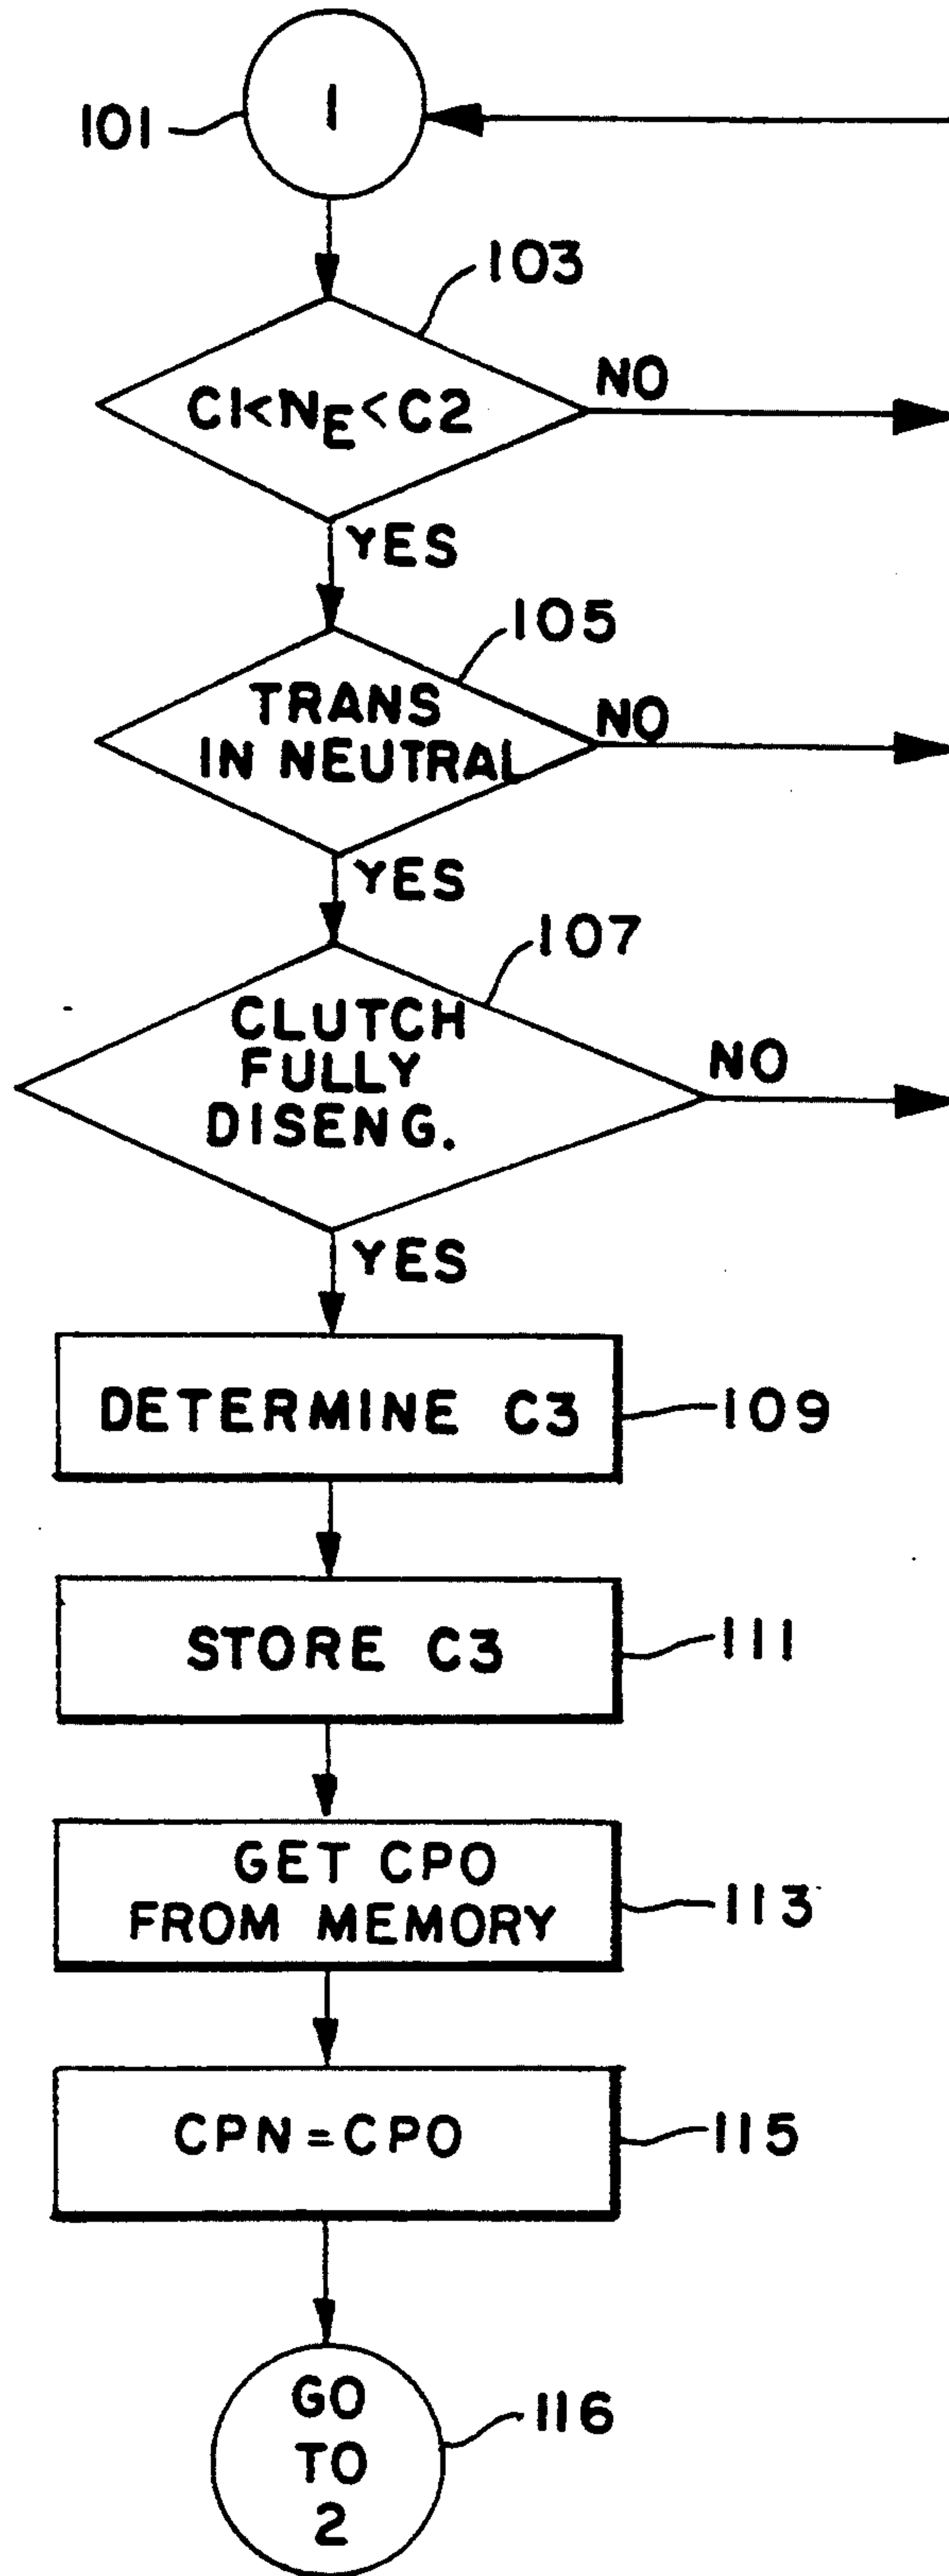 1
101
103
C1<NE<C2
NO
YES
105
TRANS
IN NEUTRAL
NO
YES
107
CLUTCH
FULLY
DISENG.
NO
YES
DETERMINE C3
109
STORE C3
111
GET CPO
FROM MEMORY
113
CPN=CPO
115
GO
TO
2
116